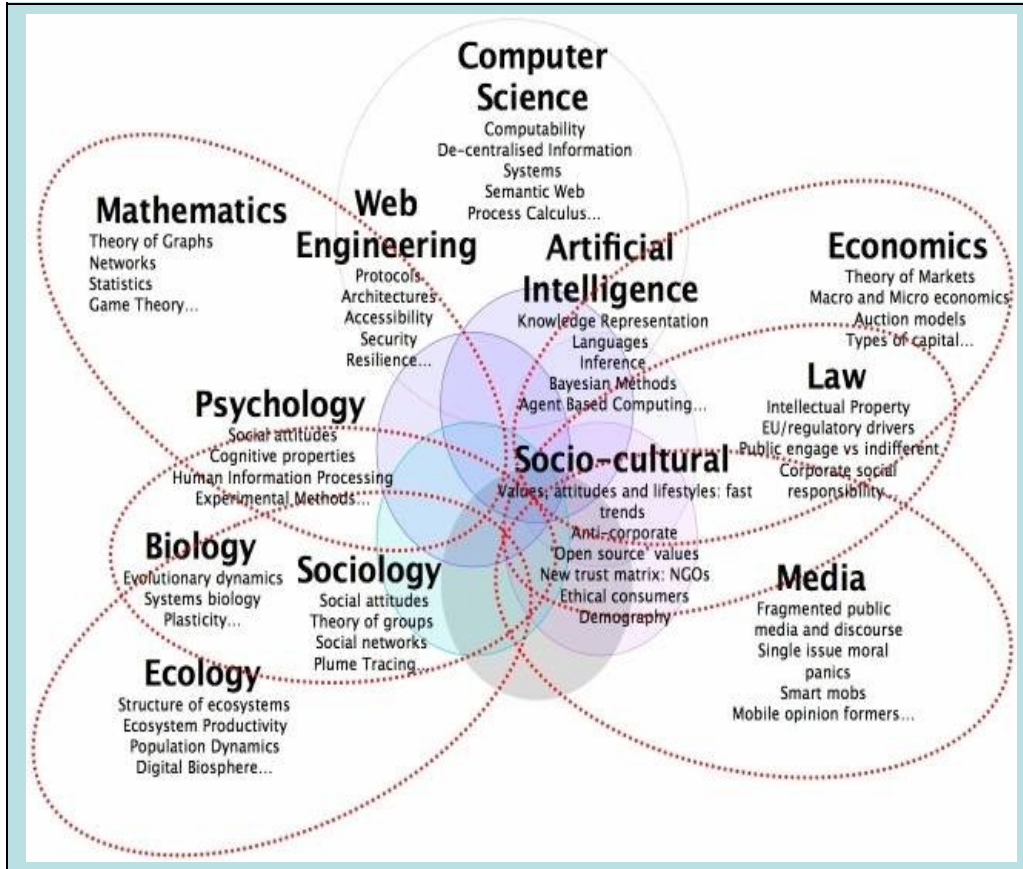 Computer
Science
Computability
De-centralised Information
Systems
Semantic Web
Process Calculus...
Mathematics
Theory of Graphs
Networks
Statistics
Game Theory...
Web
Engineering
Protocols
Architectures
Accessibility
Security
Resilience...
Artificial
Intelligence
Knowledge Representation
Languages
Inference
Bayesian Methods
Agent Based Computing...
Economics
Theory of Markets
Macro and Micro economics
Auction models
Types of capital...
Law
Intellectual Property
EU/regulatory drivers
Public engage vs indifferent
Corporate social
responsibility...
Psychology
Social attitudes
Cognitive properties
Human Information Processing
Experimental Methods...
Socio-cultural
Values, attitudes and lifestyles: fast
trends
Anti-corporate
'Open source' values
New trust matrix: NGOs
Ethical consumers
Demography
Biology
Evolutionary dynamics
Systems biology
Plasticity...
Sociology
Social attitudes
Theory of groups
Social networks
Plume Tracing...
Media
Fragmented public
media and discourse
Single issue moral
panics
Smart mobs
Mobile opinion formers...
Ecology
Structure of ecosystems
Ecosystem Productivity
Population Dynamics
Digital Biosphere...